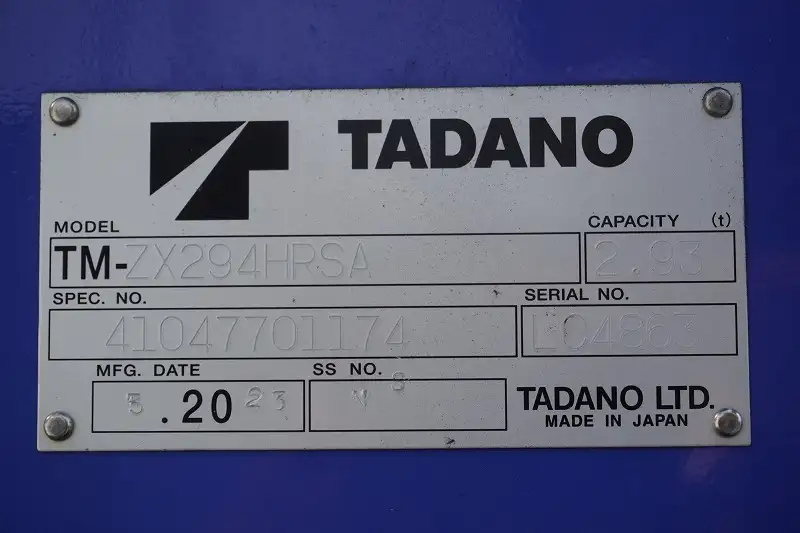 TADANO
MODEL
TM-ZX294HRSA
CAPACITY (t)
2.93
SPEC. NO.
41047701174
SERIAL NO.
LC4863
MFG. DATE
5 .2023
SS NO.
TADANO LTD.
MADE IN JAPAN